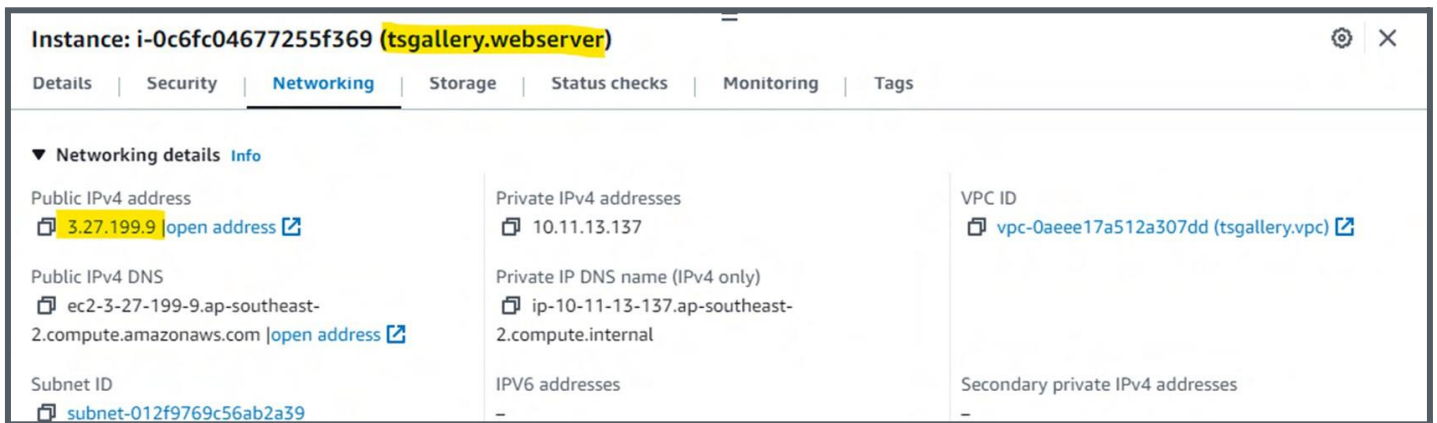 Instance: i-0c6fc04677255f369 (tsgallery.webserver)
Details | Security | Networking | Storage | Status checks | Monitoring | Tags
▼ Networking details Info
Public IPv4 address
3.27.199.9 |open address
Private IPv4 addresses
10.11.13.137
VPC ID
vpc-0aeee17a512a307dd (tsgallery.vpc)
Public IPv4 DNS
ec2-3-27-199-9.ap-southeast-
2.compute.amazonaws.com |open address
Private IP DNS name (IPv4 only)
ip-10-11-13-137.ap-southeast-
2.compute.internal
Subnet ID
subnet-012f9769c56ab2a39
IPV6 addresses
–
Secondary private IPv4 addresses
–